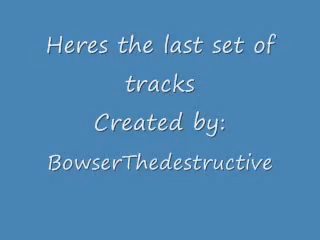 Heres the last set of
tracks
Created by:
BowserThedestructive